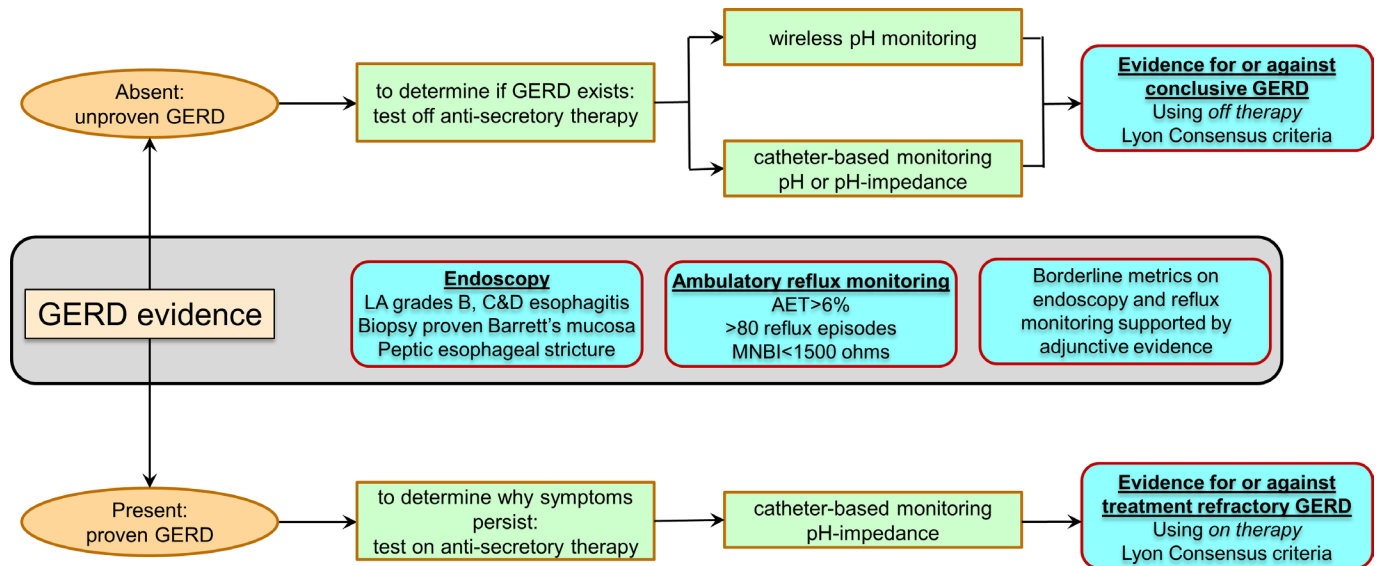 Absent:
unproven GERD
to determine if GERD exists:
test off anti-secretory therapy
wireless pH monitoring
catheter-based monitoring
pH or pH-impedance
Evidence for or against
conclusive GERD
Using off therapy
Lyon Consensus criteria
GERD evidence
Endoscopy
LA grades B, C&D esophagitis
Biopsy proven Barrett's mucosa
Peptic esophageal stricture
Ambulatory reflux monitoring
AET>6%
>80 reflux episodes
MNBI<1500 ohms
Borderline metrics on
endoscopy and reflux
monitoring supported by
adjunctive evidence
Present:
proven GERD
to determine why symptoms
persist:
test on anti-secretory therapy
catheter-based monitoring
pH-impedance
Evidence for or against
treatment refractory GERD
Using on therapy
Lyon Consensus criteria